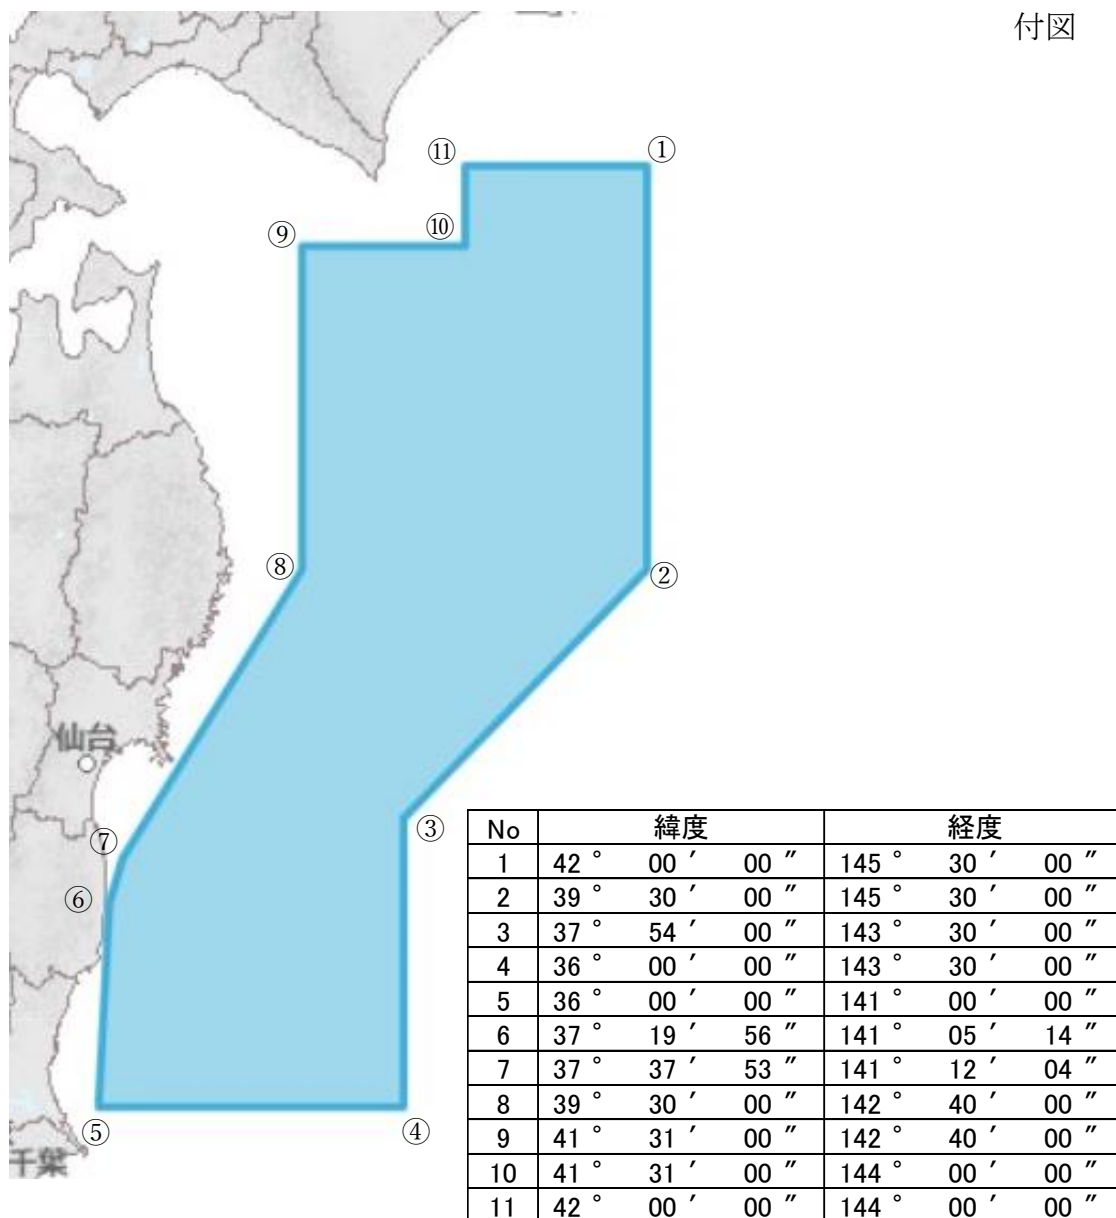 付図
⑪
①
⑩
⑨
⑧
②
仙台
③
⑦
⑥
⑤
④
千葉
No 緯度 経度
1 42 ° 00 ′ 00 ″ 145 ° 30 ′ 00 ″
2 39 ° 30 ′ 00 ″ 145 ° 30 ′ 00 ″
3 37 ° 54 ′ 00 ″ 143 ° 30 ′ 00 ″
4 36 ° 00 ′ 00 ″ 143 ° 30 ′ 00 ″
5 36 ° 00 ′ 00 ″ 141 ° 00 ′ 00 ″
6 37 ° 19 ′ 56 ″ 141 ° 05 ′ 14 ″
7 37 ° 37 ′ 53 ″ 141 ° 12 ′ 04 ″
8 39 ° 30 ′ 00 ″ 142 ° 40 ′ 00 ″
9 41 ° 31 ′ 00 ″ 142 ° 40 ′ 00 ″
10 41 ° 31 ′ 00 ″ 144 ° 00 ′ 00 ″
11 42 ° 00 ′ 00 ″ 144 ° 00 ′ 00 ″